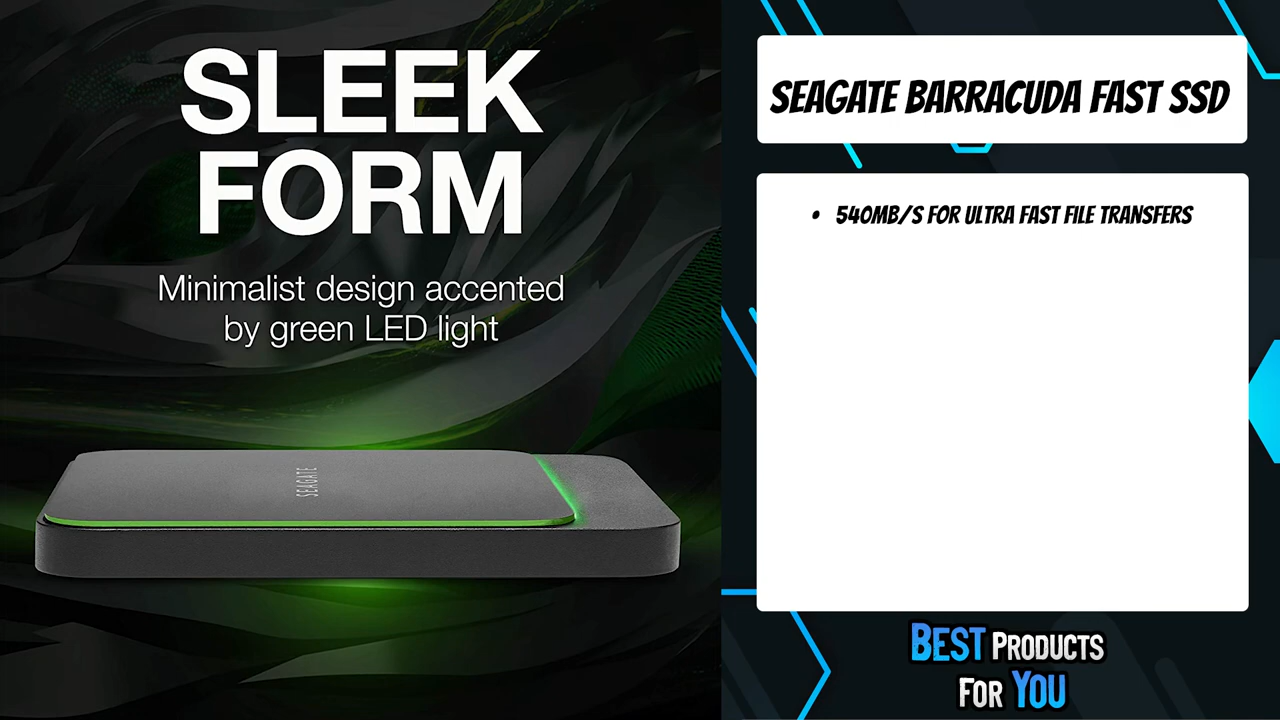 SLEEK
FORM
Minimalist design accented
by green LED light
SEAGATE
SEAGATE BARRACUDA FAST SSD
• 540MB/S FOR ULTRA FAST FILE TRANSFERS
BEST PRODUCTS
FOR YOU